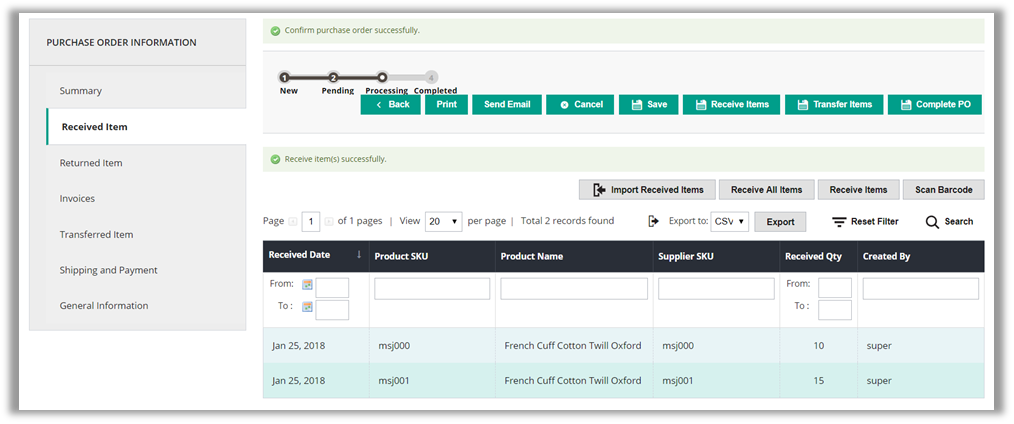 PURCHASE ORDER INFORMATION
Summary
Received Item
Returned Item
Invoices
Transferred Item
Shipping and Payment
General Information
Confirm purchase order successfully.
1 2 4
New Pending Processing Completed
Back Print Send Email Cancel Save Receive Items Transfer Items Complete PO
Receive item(s) successfully.
Import Received Items Receive All Items Receive Items Scan Barcode
Page 1 of 1 pages | View 20 per page | Total 2 records found Export to: CSV Export Reset Filter Search
Received Date ↓ Product SKU Product Name Supplier SKU Received Qty Created By
From: From:
To : To :
Jan 25, 2018 msj000 French Cuff Cotton Twill Oxford msj000 10 super
Jan 25, 2018 msj001 French Cuff Cotton Twill Oxford msj001 15 super